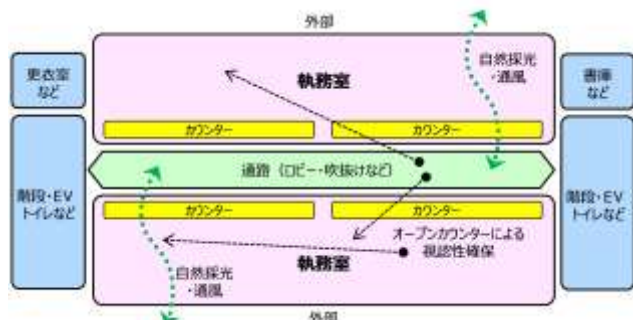 外部
自然採光
・通風
更衣室
など
執務室
書庫
など
カウンター
カウンター
通路（ロビー・吹抜けなど）
階段・EV
トイレなど
階段・EV
トイレなど
カウンター
カウンター
オープンカウンターによる
視認性確保
執務室
自然採光
・通風
外部